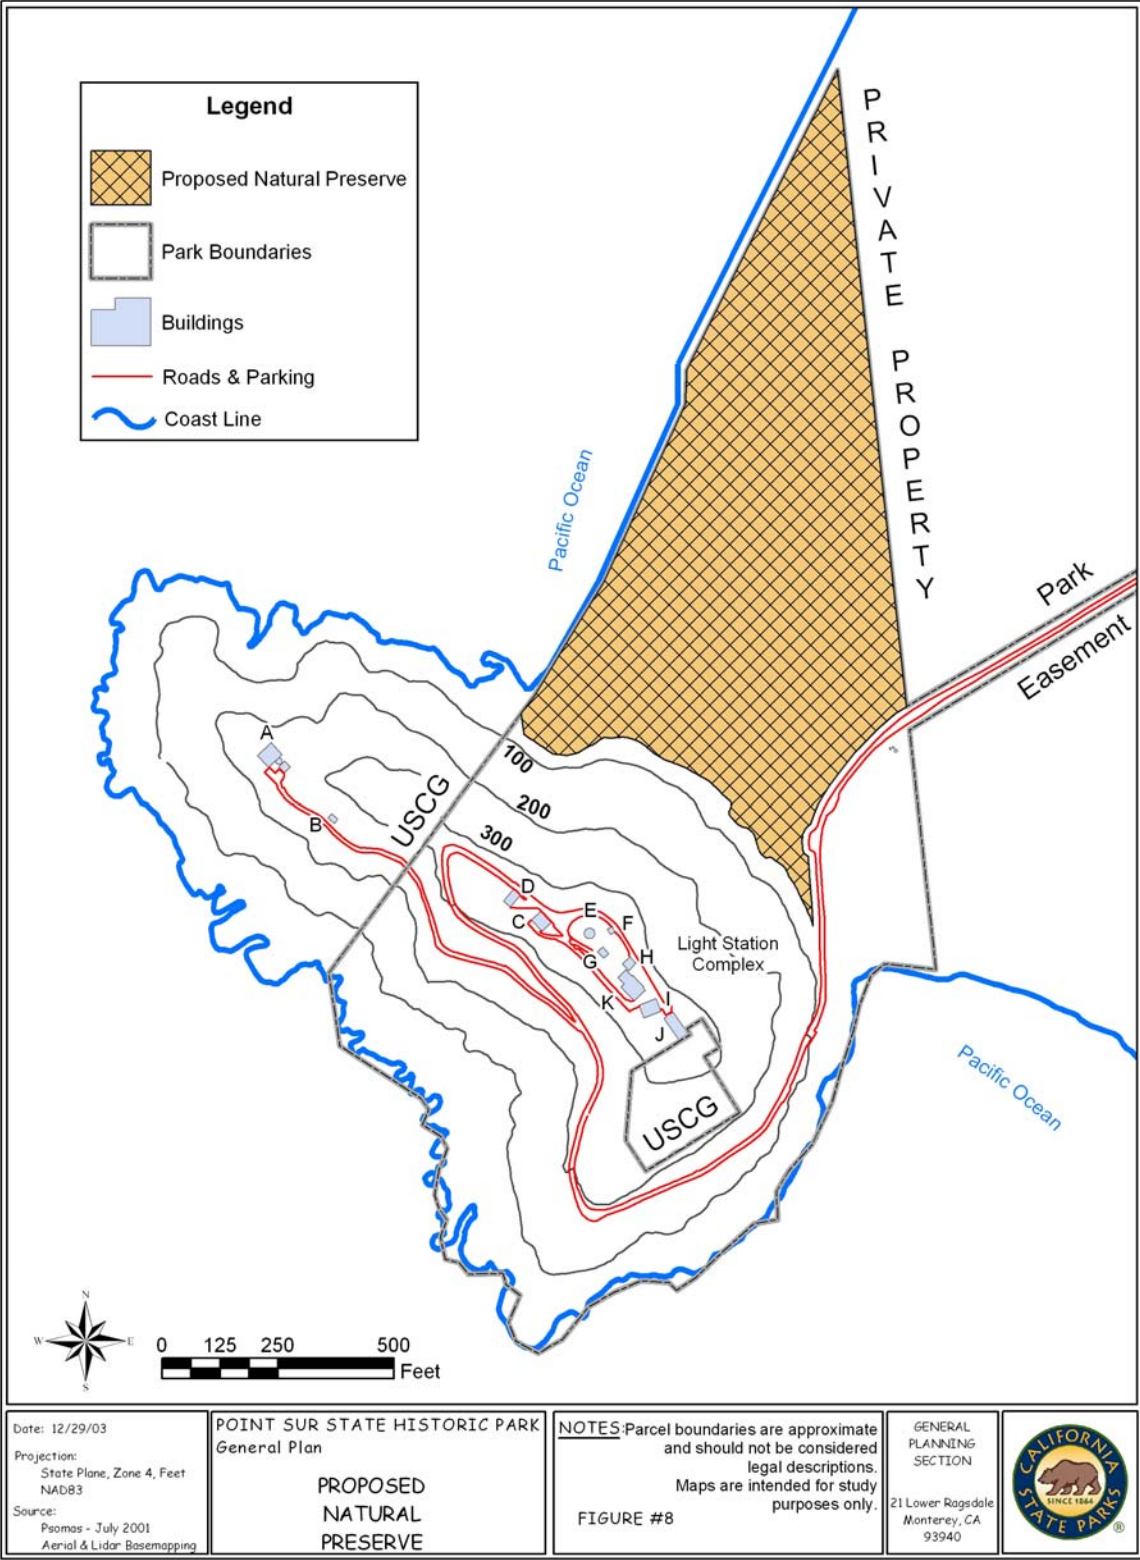 Legend
Proposed Natural Preserve
Park Boundaries
Buildings
Roads & Parking
Coast Line
PRIVATE PROPERTY
Pacific Ocean
Park
Easement
A
B
USCG
100
200
300
D
C
E
F
G
H
I
K
J
Light Station
Complex
USCG
Pacific Ocean
N
W E
S
0 125 250 500
Feet
Date: 12/29/03
Projection:
State Plane, Zone 4, Feet
NAD83
Source:
Psomas - July 2001
Aerial & Lidar Basemapping
POINT SUR STATE HISTORIC PARK
General Plan
PROPOSED
NATURAL
PRESERVE
NOTES:Parcel boundaries are approximate
and should not be considered
legal descriptions.
Maps are intended for study
purposes only.
FIGURE #8
GENERAL
PLANNING
SECTION
21 Lower Ragsdale
Monterey, CA
93940
CALIFORNIA
SINCE 1864
STATE PARKS
®